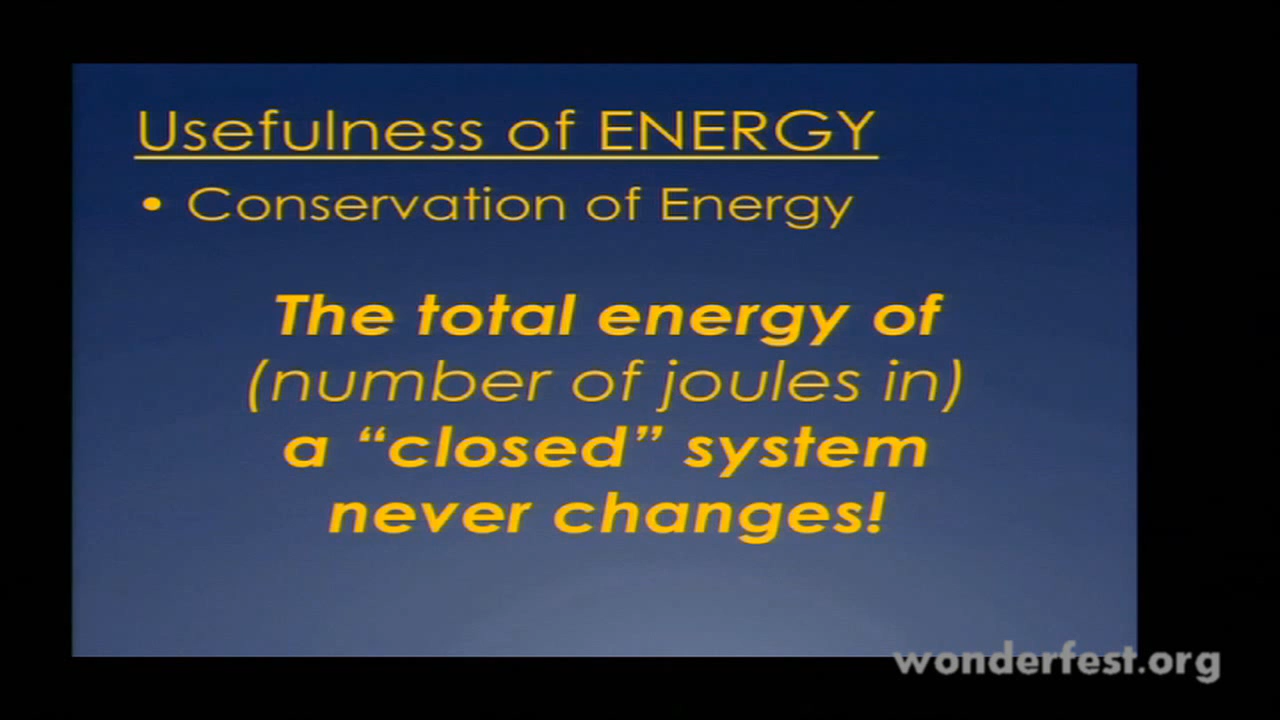 Usefulness of ENERGY
• Conservation of Energy
The total energy of
(number of joules in)
a “closed” system
never changes!
wonderfest.org